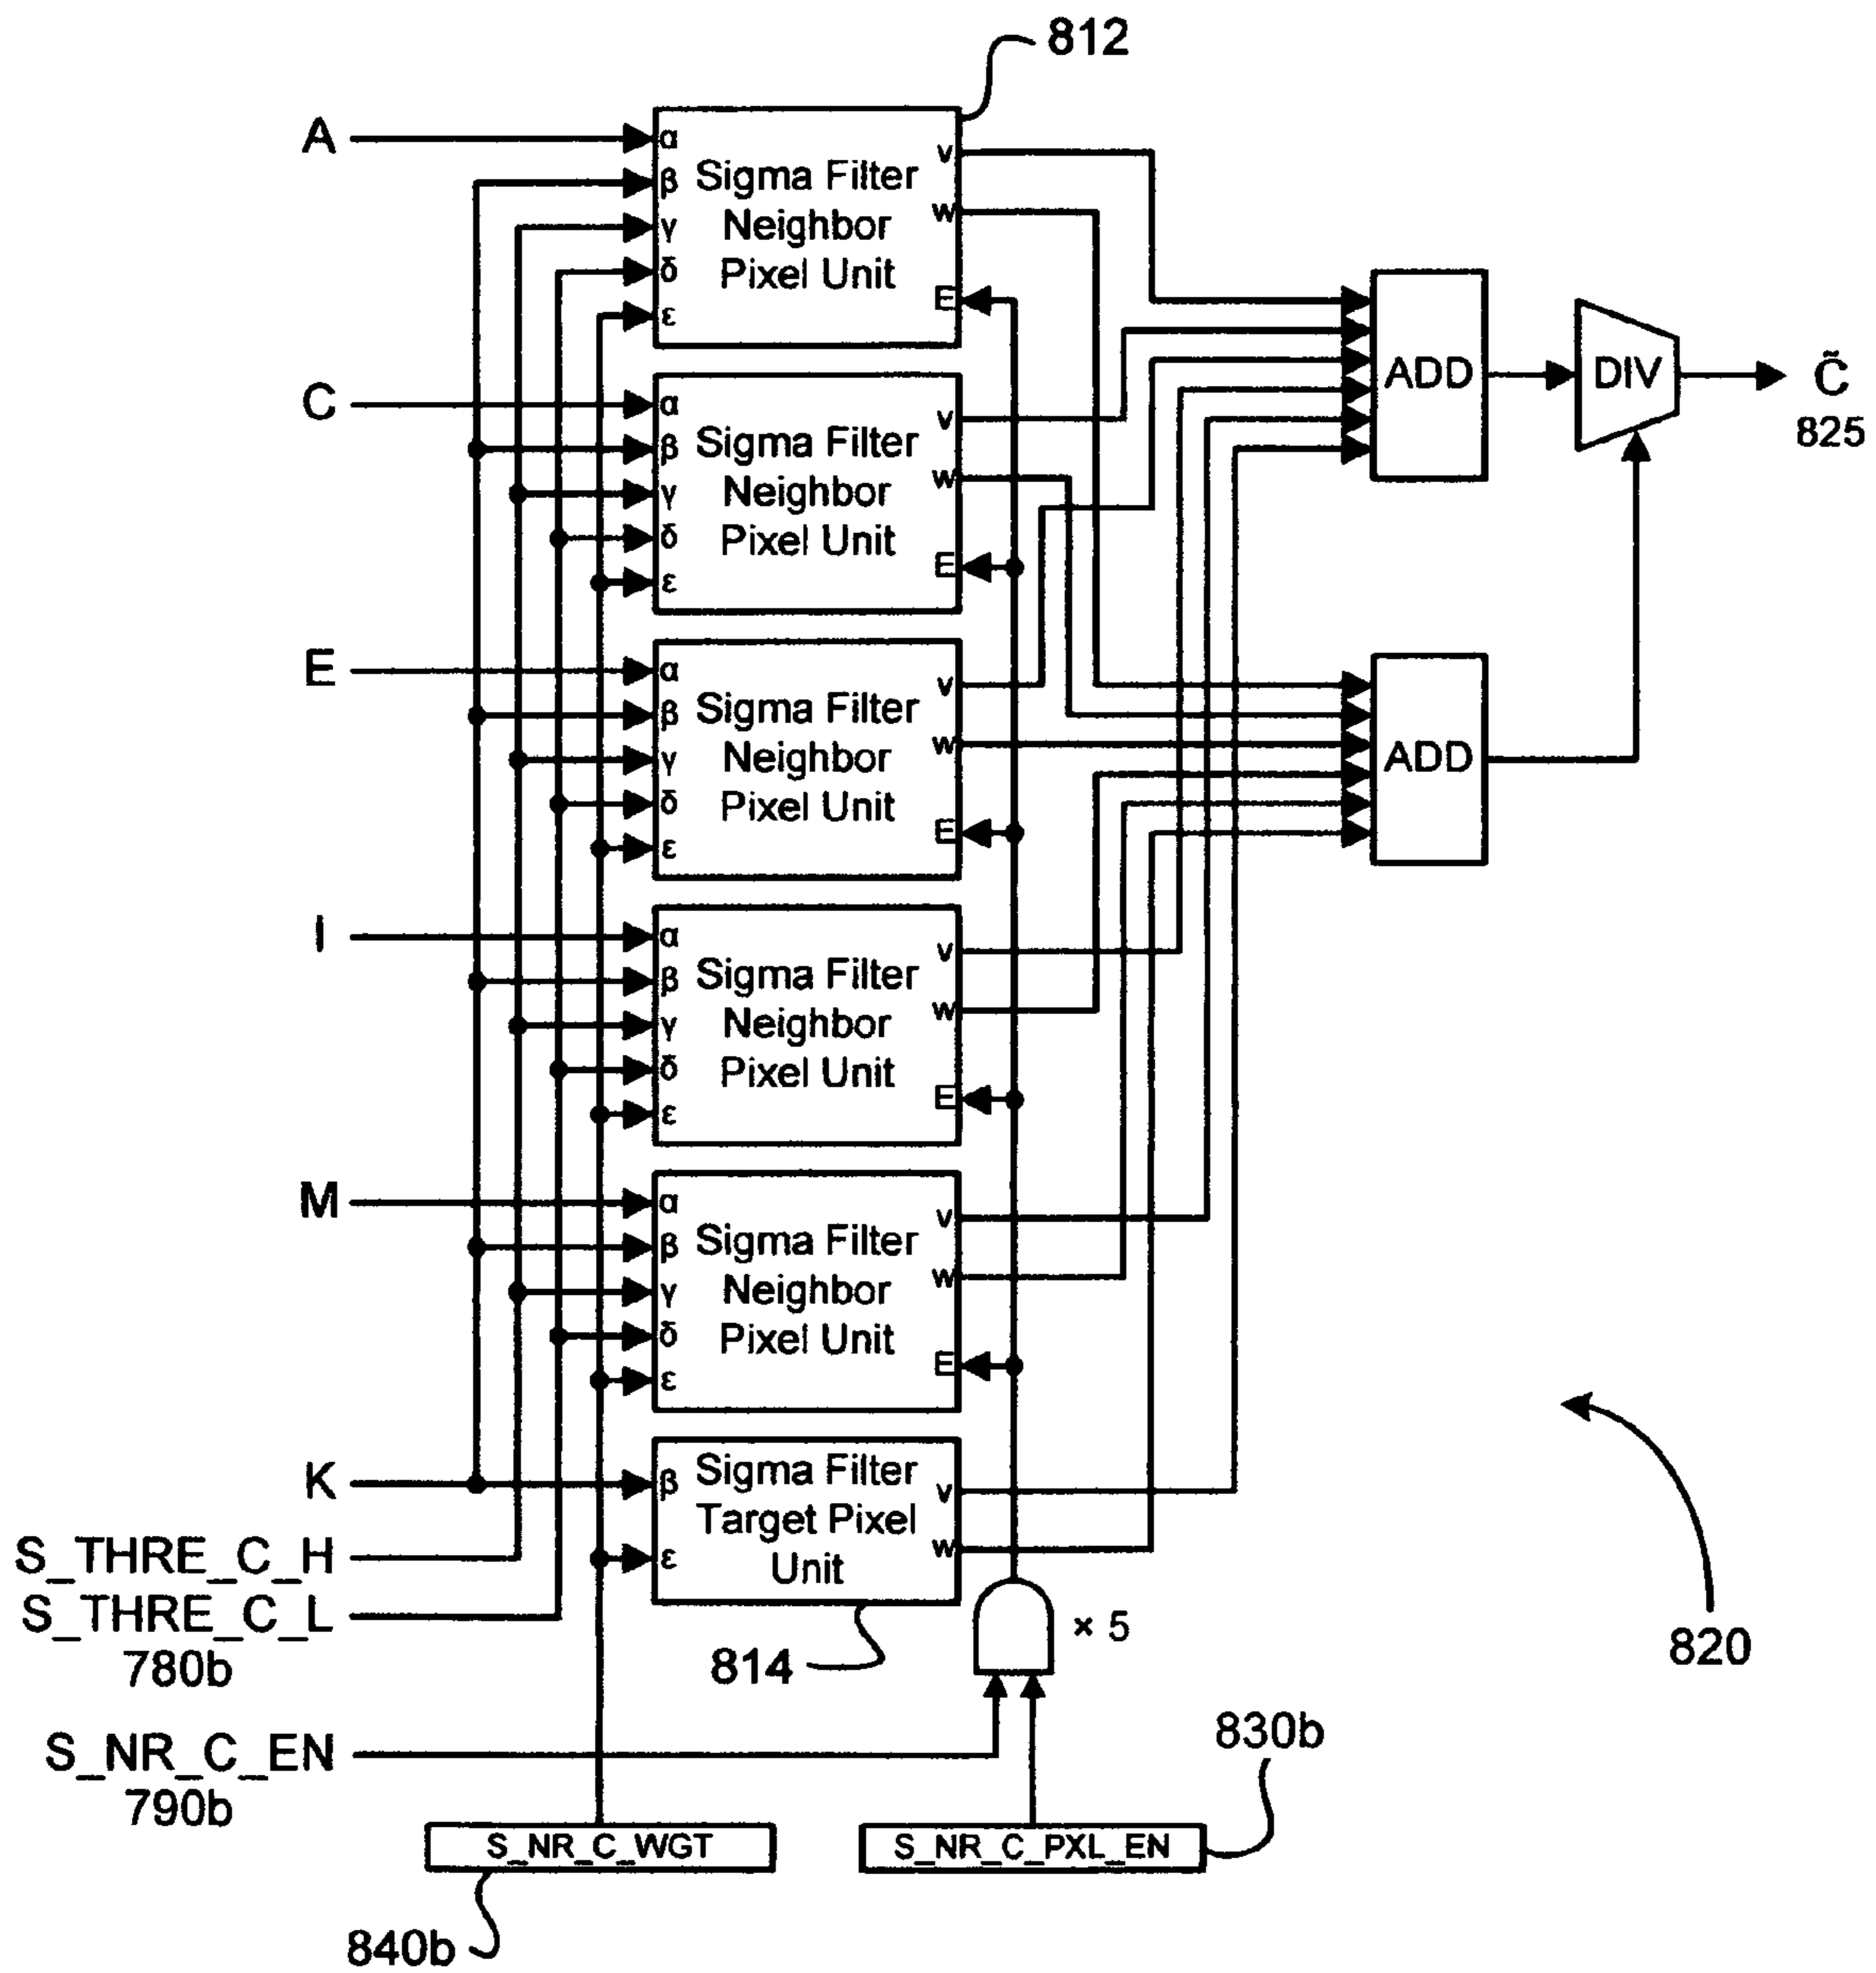 812
A
α
β
γ
δ
ε
Sigma Filter
Neighbor
Pixel Unit
v
w
E
C
α
β
γ
δ
ε
Sigma Filter
Neighbor
Pixel Unit
v
w
E
ADD
DIV
C̃
825
E
α
β
γ
δ
ε
Sigma Filter
Neighbor
Pixel Unit
v
w
E
ADD
I
α
β
γ
δ
ε
Sigma Filter
Neighbor
Pixel Unit
v
w
E
M
α
β
γ
δ
ε
Sigma Filter
Neighbor
Pixel Unit
v
w
E
K
β
ε
Sigma Filter
Target Pixel
Unit
v
w
S_THRE_C_H
S_THRE_C_L
780b
814
× 5
820
S_NR_C_EN
790b
830b
S_NR_C_WGT
S_NR_C_PXL_EN
840b